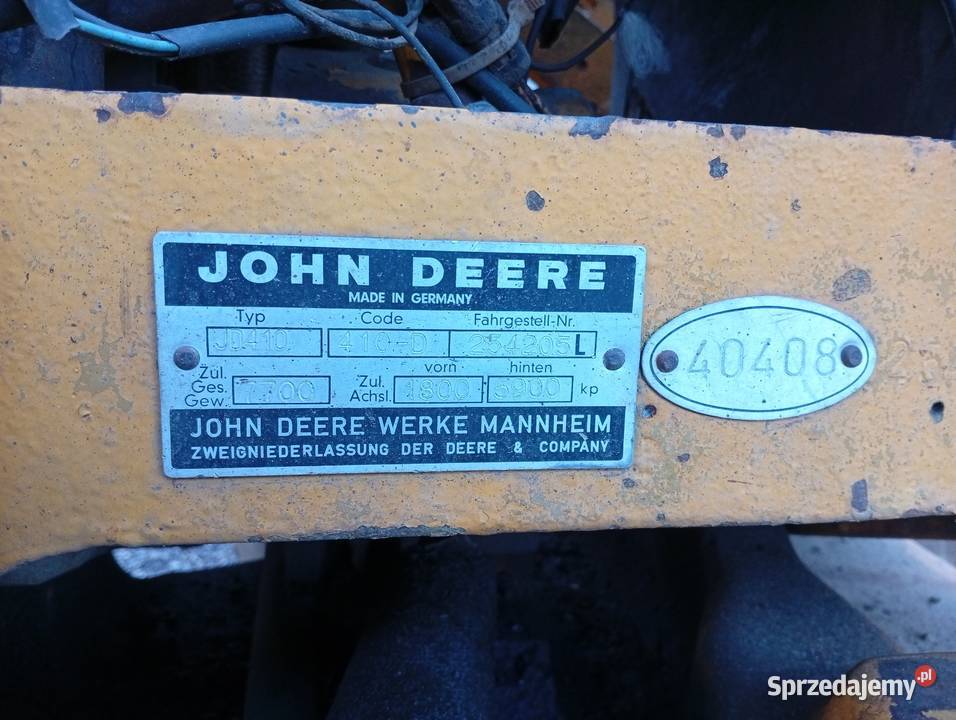 JOHN DEERE
MADE IN GERMANY
Typ Code Fahrgestell-Nr.
JD410 410-D 254205L
vorn hinten
Zul. Ges. Gew. 7700 Zul. Achsl. 1800 5900 kp
JOHN DEERE WERKE MANNHEIM
ZWEIGNIEDERLASSUNG DER DEERE & COMPANY
40408
Sprzedajemy.pl